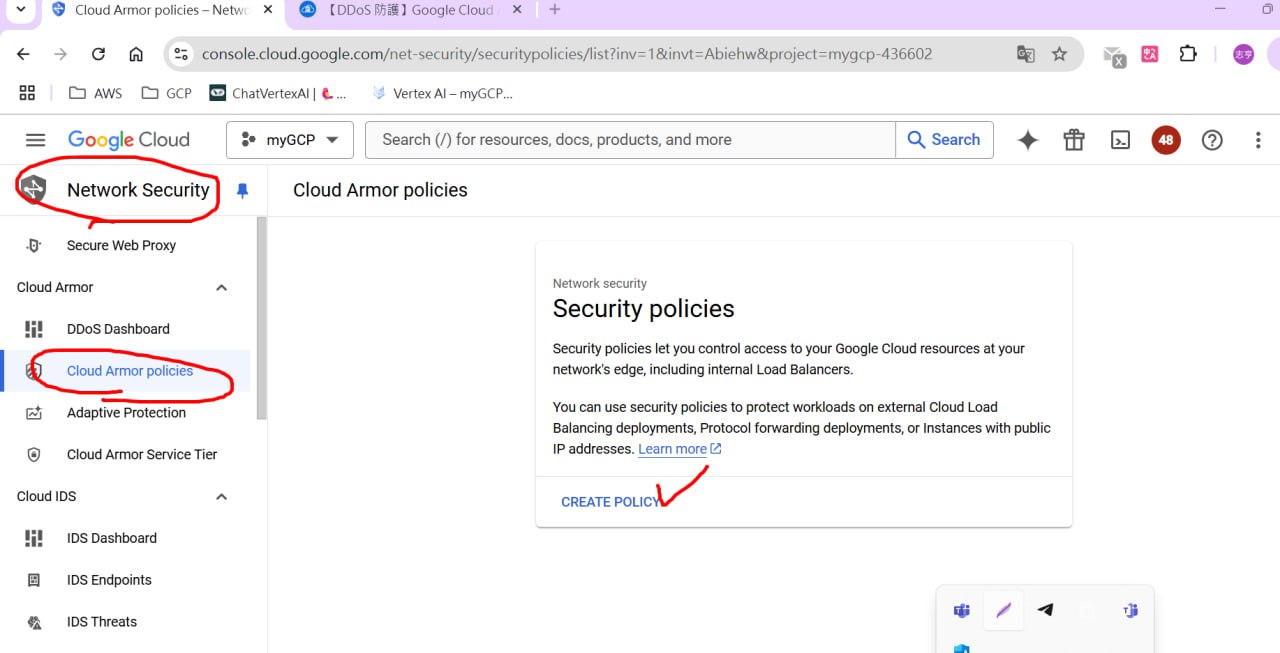 Cloud Armor policies – Netwo
【DDoS 防護】Google Cloud
console.cloud.google.com/net-security/securitypolicies/list?inv=1&invt=Abiehw&project=mygcp-436602
AWS
GCP
ChatVertexAI | ...
Vertex AI – myGCP...
Google Cloud
myGCP
Search (/) for resources, docs, products, and more
Search
48
Network Security
Cloud Armor policies
Secure Web Proxy
Cloud Armor
DDoS Dashboard
Cloud Armor policies
Adaptive Protection
Cloud Armor Service Tier
Cloud IDS
IDS Dashboard
IDS Endpoints
IDS Threats
Network security
Security policies
Security policies let you control access to your Google Cloud resources at your
network's edge, including internal Load Balancers.
You can use security policies to protect workloads on external Cloud Load
Balancing deployments, Protocol forwarding deployments, or Instances with public
IP addresses. Learn more
CREATE POLICY